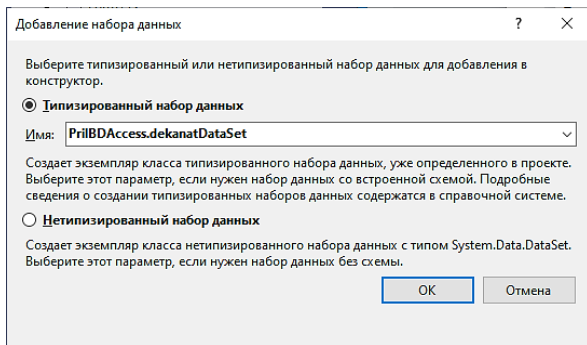 Добавление набора данных
?
Выберите типизированный или нетипизированный набор данных для добавления в
конструктор.
Типизированный набор данных
Имя: PrilBDAccess.dekanatDataSet
Создает экземпляр класса типизированного набора данных, уже определенного в проекте.
Выберите этот параметр, если нужен набор данных со встроенной схемой. Подробные
сведения о создании типизированных наборов данных содержатся в справочной системе.
Нетипизированный набор данных
Создает экземпляр класса нетипизированного набора данных с типом System.Data.DataSet.
Выберите этот параметр, если нужен набор данных без схемы.
ОК Отмена